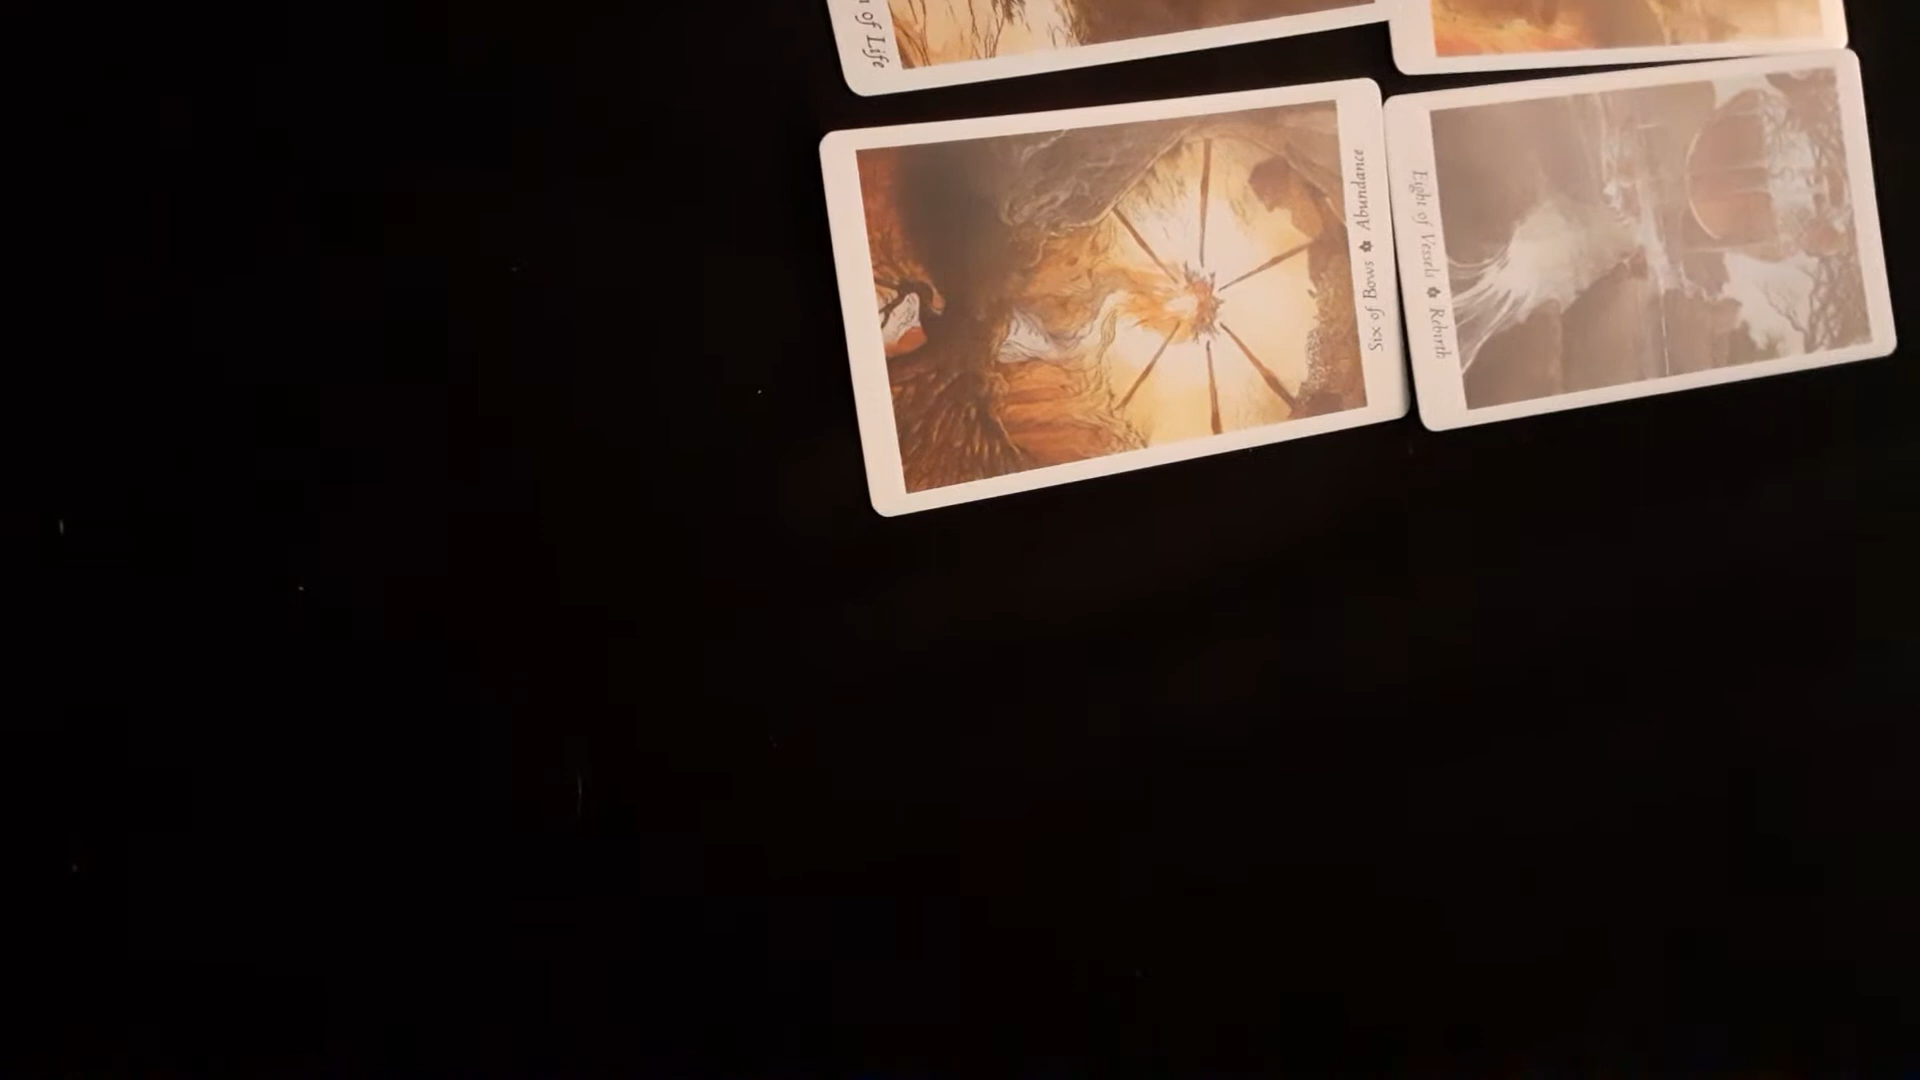 of Life
Six of Bows ✽ Abundance
Eight of Vessels ✽ Rebirth